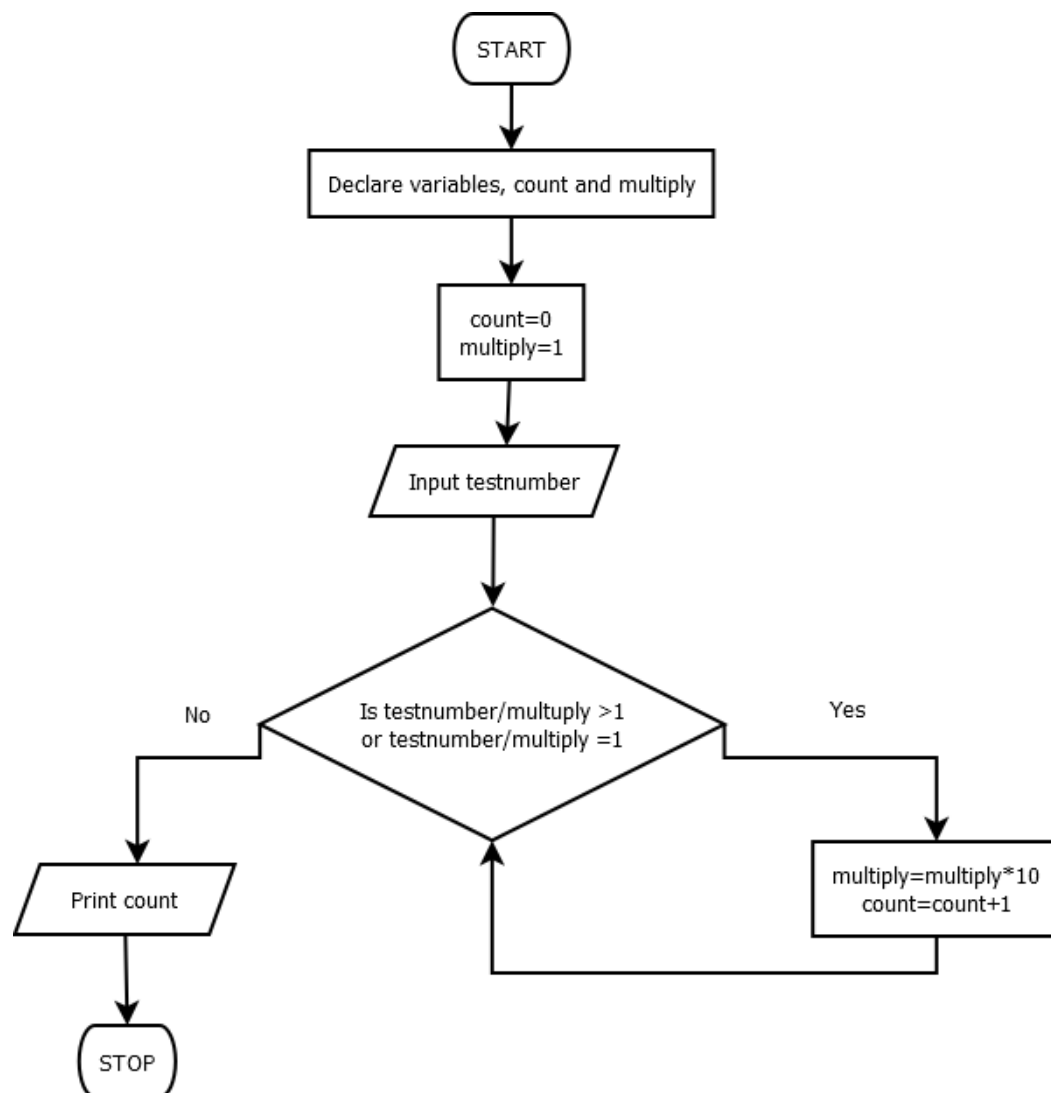 START
Declare variables, count and multiply
count=0
multiply=1
Input testnumber
Is testnumber/multuply >1
or testnumber/multiply =1
No
Yes
multiply=multiply*10
count=count+1
Print count
STOP